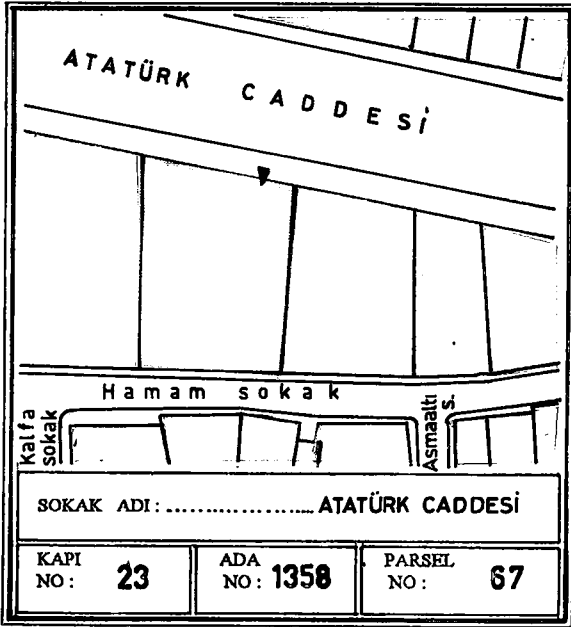 ATATÜRK CADDESİ
Hamam sokak
Kalfa
sokak
Asmaaltı
s.
SOKAK ADI: ..................... ATATÜRK CADDESİ
KAPI
NO: 23
ADA
NO: 1358
PARSEL
NO: 67